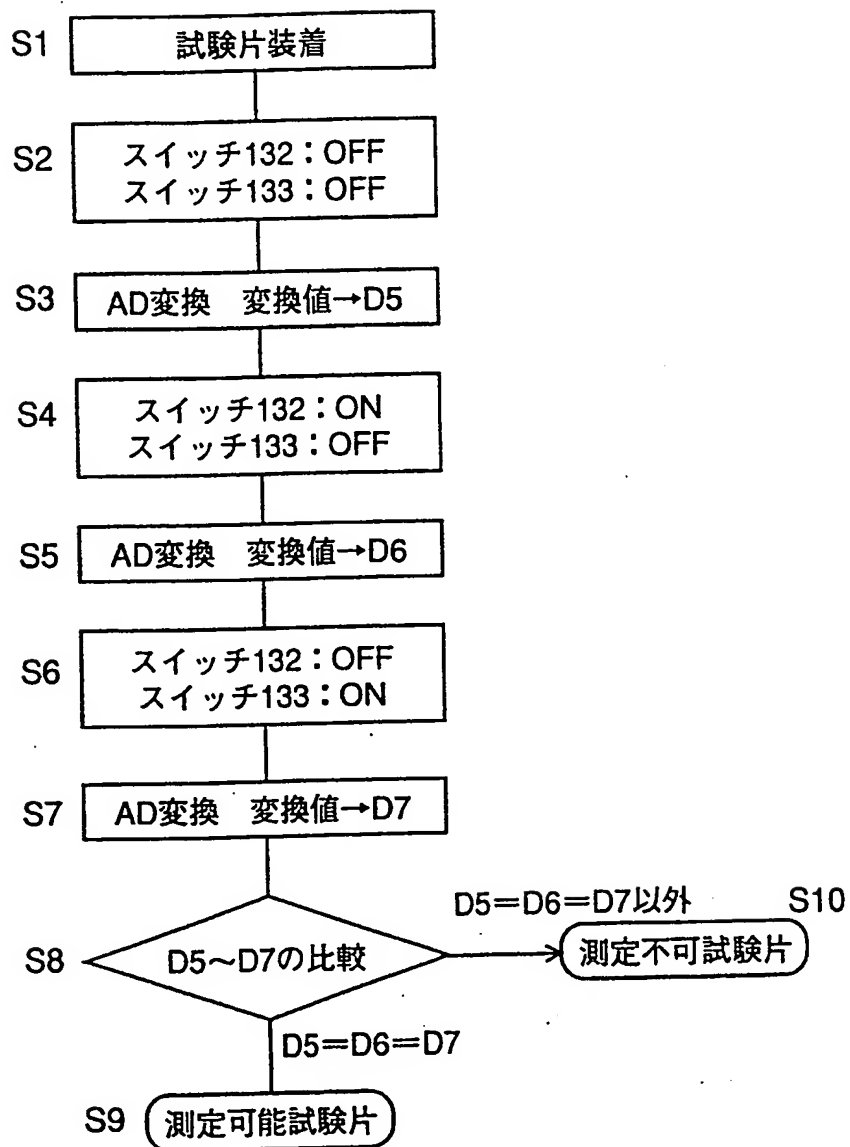 S1 試験片装着
S2 スイッチ132：OFF
スイッチ133：OFF
S3 AD変換 変換値→D5
S4 スイッチ132：ON
スイッチ133：OFF
S5 AD変換 変換値→D6
S6 スイッチ132：OFF
スイッチ133：ON
S7 AD変換 変換値→D7
D5＝D6＝D7以外 S10
S8 D5～D7の比較 測定不可試験片
D5＝D6＝D7
S9 測定可能試験片